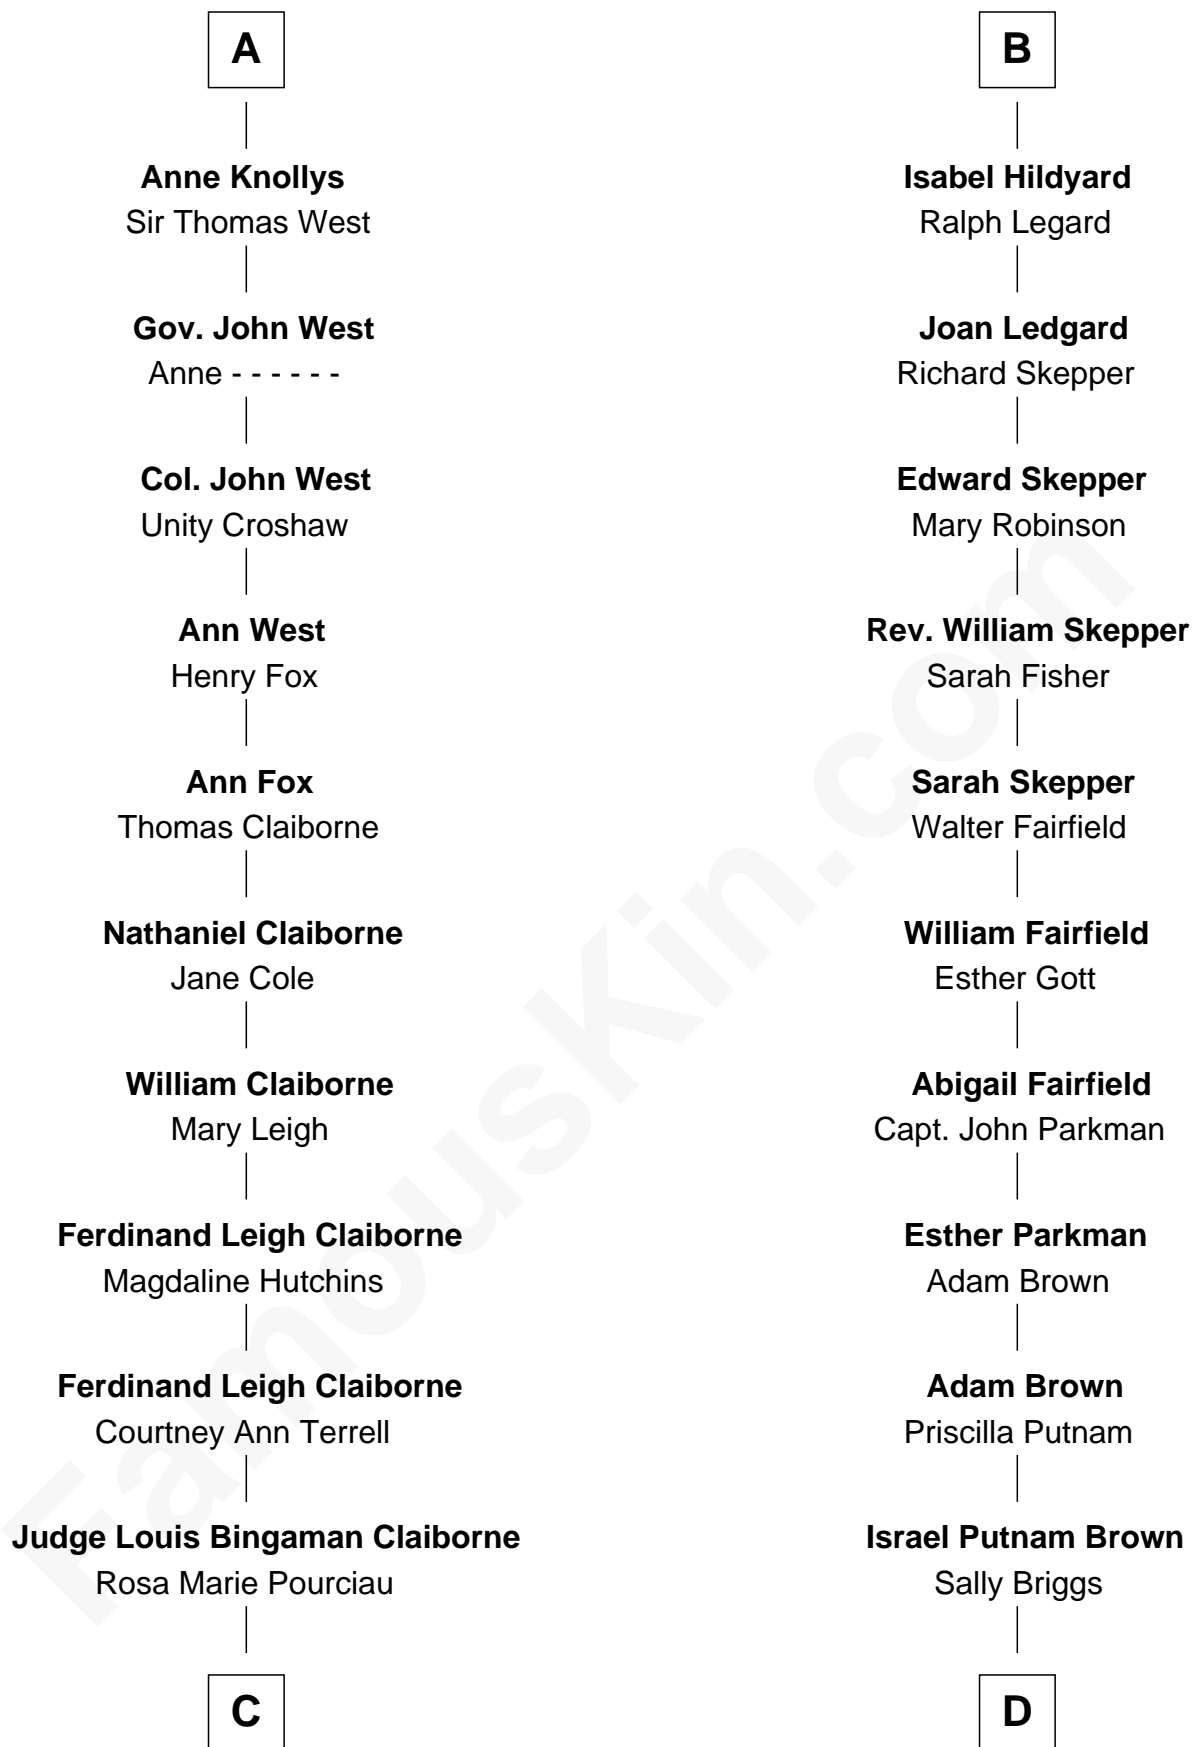 A
Anne Knollys
Sir Thomas West
Gov. John West
Anne - - - - - -
Col. John West
Unity Croshaw
Ann West
Henry Fox
Ann Fox
Thomas Claiborne
Nathaniel Claiborne
Jane Cole
William Claiborne
Mary Leigh
Ferdinand Leigh Claiborne
Magdaline Hutchins
Ferdinand Leigh Claiborne
Courtney Ann Terrell
Judge Louis Bingaman Claiborne
Rosa Marie Pourciau
C
B
Isabel Hildyard
Ralph Legard
Joan Ledgard
Richard Skepper
Edward Skepper
Mary Robinson
Rev. William Skepper
Sarah Fisher
Sarah Skepper
Walter Fairfield
William Fairfield
Esther Gott
Abigail Fairfield
Capt. John Parkman
Esther Parkman
Adam Brown
Adam Brown
Priscilla Putnam
Israel Putnam Brown
Sally Briggs
D
FamousKin.com